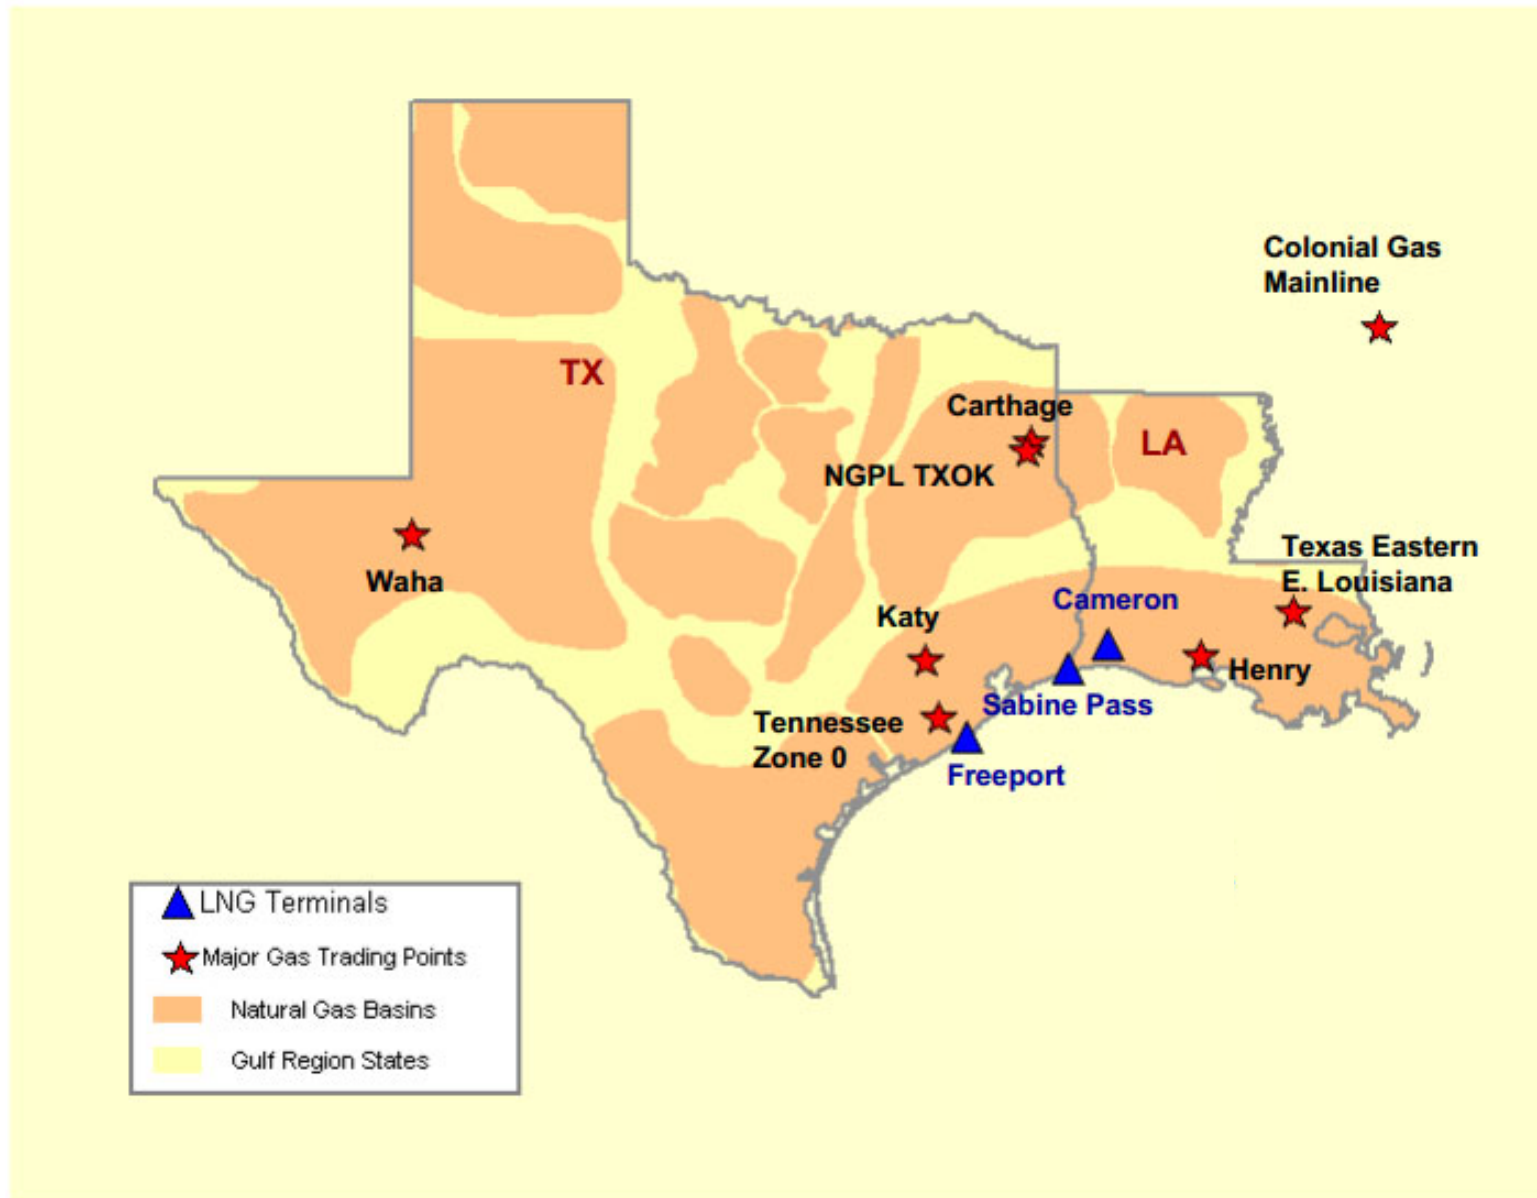 Colonial Gas
Mainline
TX
Carthage
LA
NGPL TXOK
Texas Eastern
E. Louisiana
Waha
Cameron
Katy
Henry
Sabine Pass
Tennessee
Zone 0
Freeport
LNG Terminals
Major Gas Trading Points
Natural Gas Basins
Gulf Region States